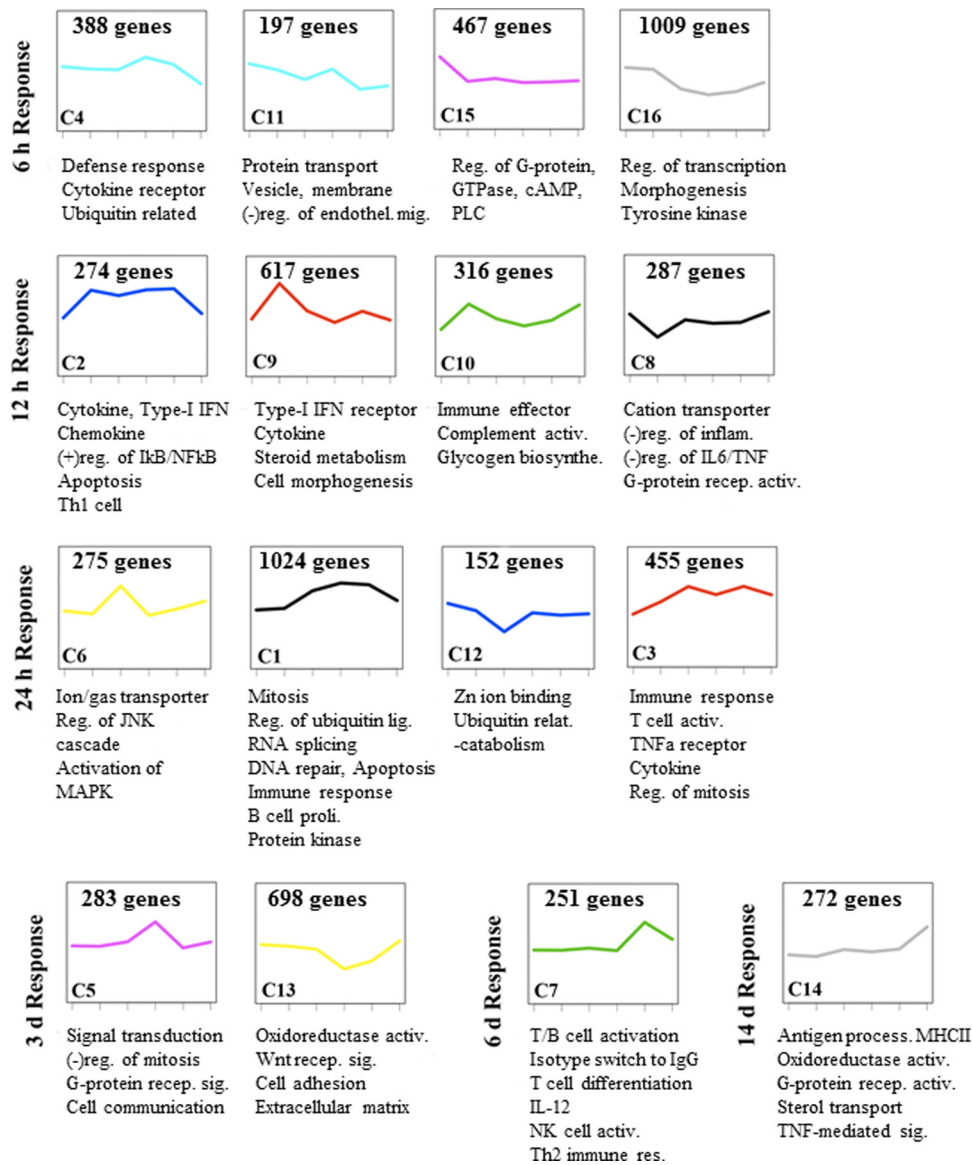 6 h Response
388 genes
C4
Defense response
Cytokine receptor
Ubiquitin related
197 genes
C11
Protein transport
Vesicle, membrane
(-)reg. of endothel. mig.
467 genes
C15
Reg. of G-protein,
GTPase, cAMP,
PLC
1009 genes
C16
Reg. of transcription
Morphogenesis
Tyrosine kinase
12 h Response
274 genes
C2
Cytokine, Type-I IFN
Chemokine
(+)reg. of IkB/NFkB
Apoptosis
Th1 cell
617 genes
C9
Type-I IFN receptor
Cytokine
Steroid metabolism
Cell morphogenesis
316 genes
C10
Immune effector
Complement activ.
Glycogen biosynthe.
287 genes
C8
Cation transporter
(-)reg. of inflam.
(-)reg. of IL6/TNF
G-protein recep. activ.
24 h Response
275 genes
C6
Ion/gas transporter
Reg. of JNK
cascade
Activation of
MAPK
1024 genes
C1
Mitosis
Reg. of ubiquitin lig.
RNA splicing
DNA repair, Apoptosis
Immune response
B cell proli.
Protein kinase
152 genes
C12
Zn ion binding
Ubiquitin relat.
-catabolism
455 genes
C3
Immune response
T cell activ.
TNFa receptor
Cytokine
Reg. of mitosis
3 d Response
283 genes
C5
Signal transduction
(-)reg. of mitosis
G-protein recep. sig.
Cell communication
698 genes
C13
Oxidoreductase activ.
Wnt recep. sig.
Cell adhesion
Extracellular matrix
6 d Response
251 genes
C7
T/B cell activation
Isotype switch to IgG
T cell differentiation
IL-12
NK cell activ.
Th2 immune res.
14 d Response
272 genes
C14
Antigen process. MHCII
Oxidoreductase activ.
G-protein recep. activ.
Sterol transport
TNF-mediated sig.